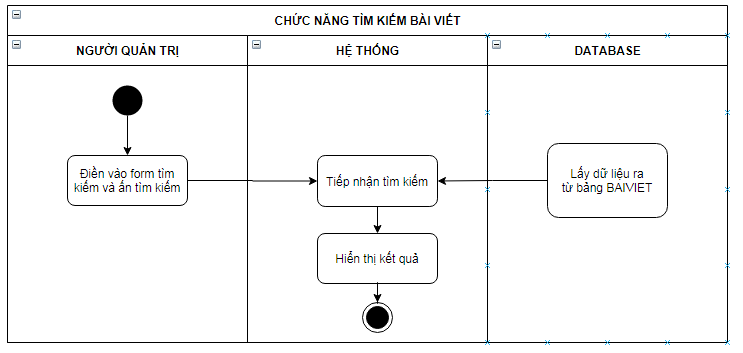 CHỨC NĂNG TÌM KIẾM BÀI VIẾT
NGƯỜI QUẢN TRỊ
HỆ THỐNG
DATABASE
Điền vào form tìm
kiếm và ấn tìm kiếm
Tiếp nhận tìm kiếm
Lấy dữ liệu ra
từ bảng BAIVIET
Hiển thị kết quả